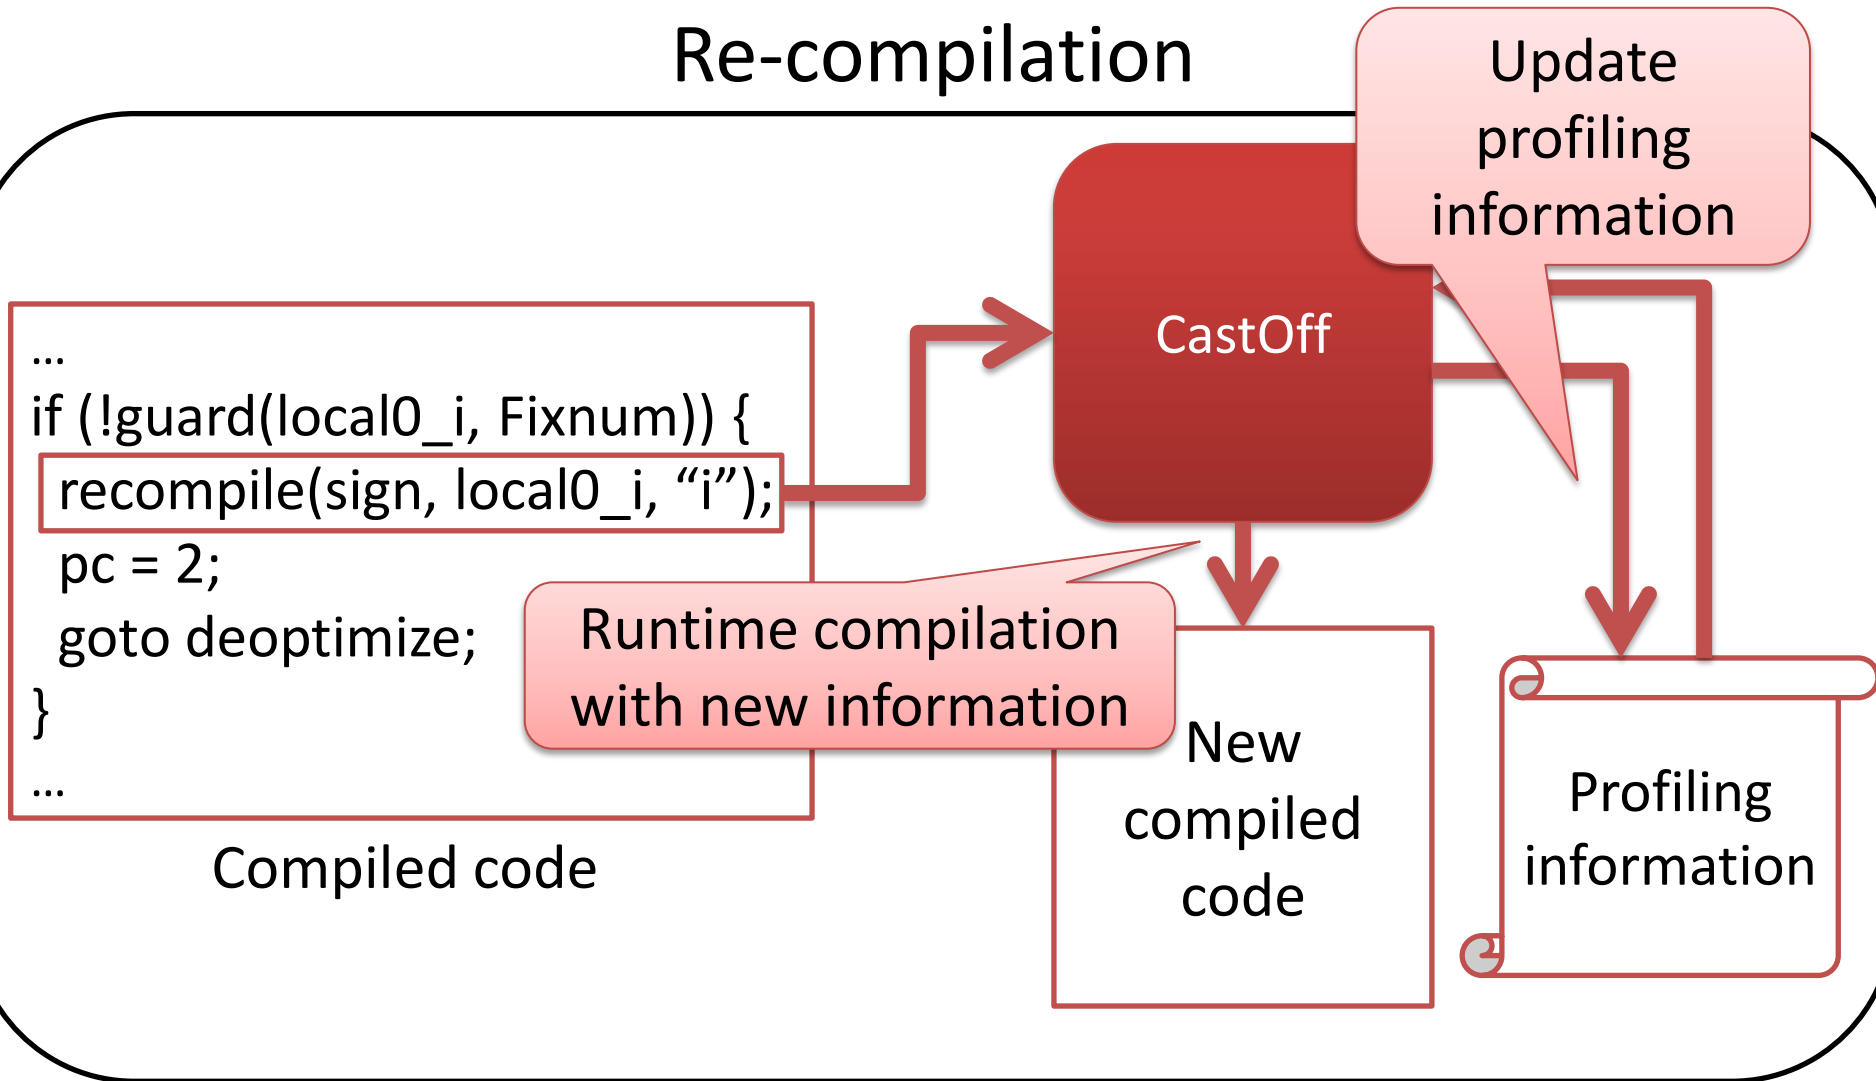 Re-compilation
Update
profiling
information
CastOff
…
if (!guard(local0_i, Fixnum)) {
recompile(sign, local0_i, “i”);
pc = 2;
goto deoptimize;
}
…
Compiled code
Runtime compilation
with new information
New
compiled
code
Profiling
information